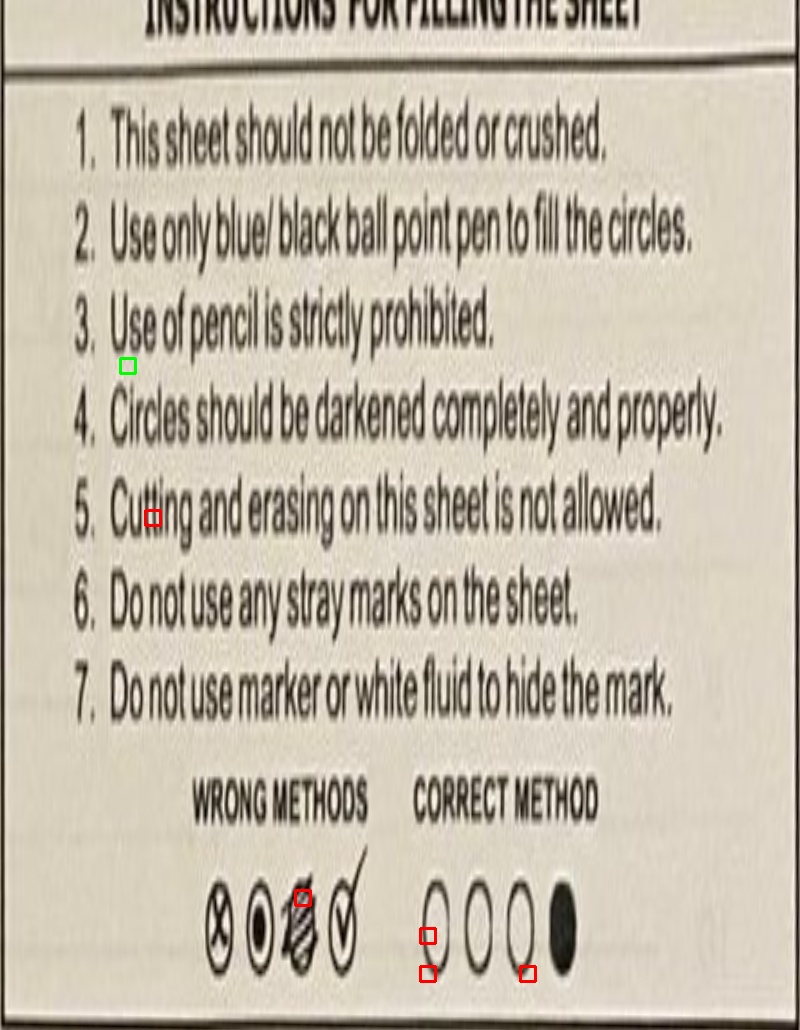 INSTRUCTIONS FOR FILLING THE SHEET
1. This sheet should not be folded or crushed.
2. Use only blue/ black ball point pen to fill the circles.
3. Use of pencil is strictly prohibited.
4. Circles should be darkened completely and properly.
5. Cutting and erasing on this sheet is not allowed.
6. Do not use any stray marks on the sheet.
7. Do not use marker or white fluid to hide the mark.
WRONG METHODS CORRECT METHOD